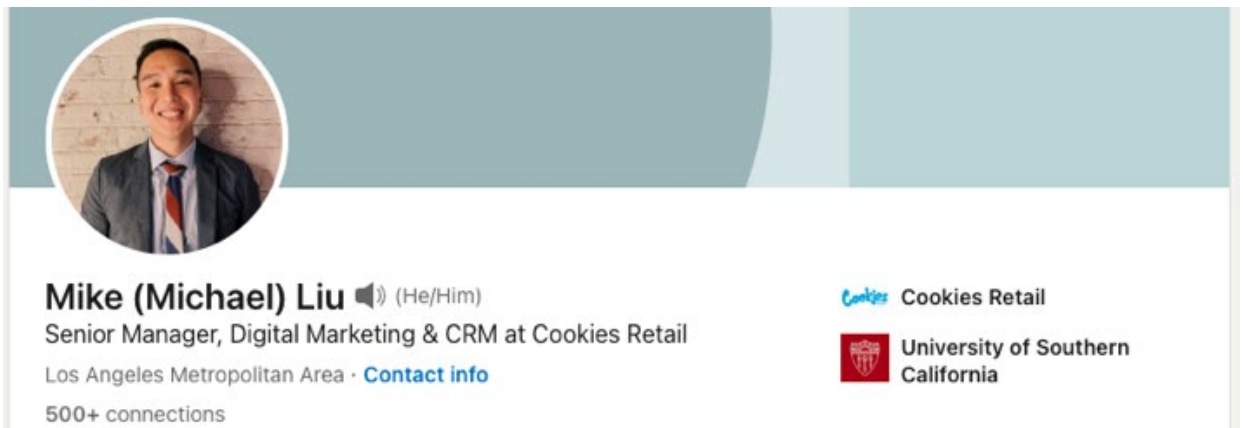 Mike (Michael) Liu (He/Him)
Senior Manager, Digital Marketing & CRM at Cookies Retail
Los Angeles Metropolitan Area · Contact info
500+ connections
Cookies Cookies Retail
University of Southern
California